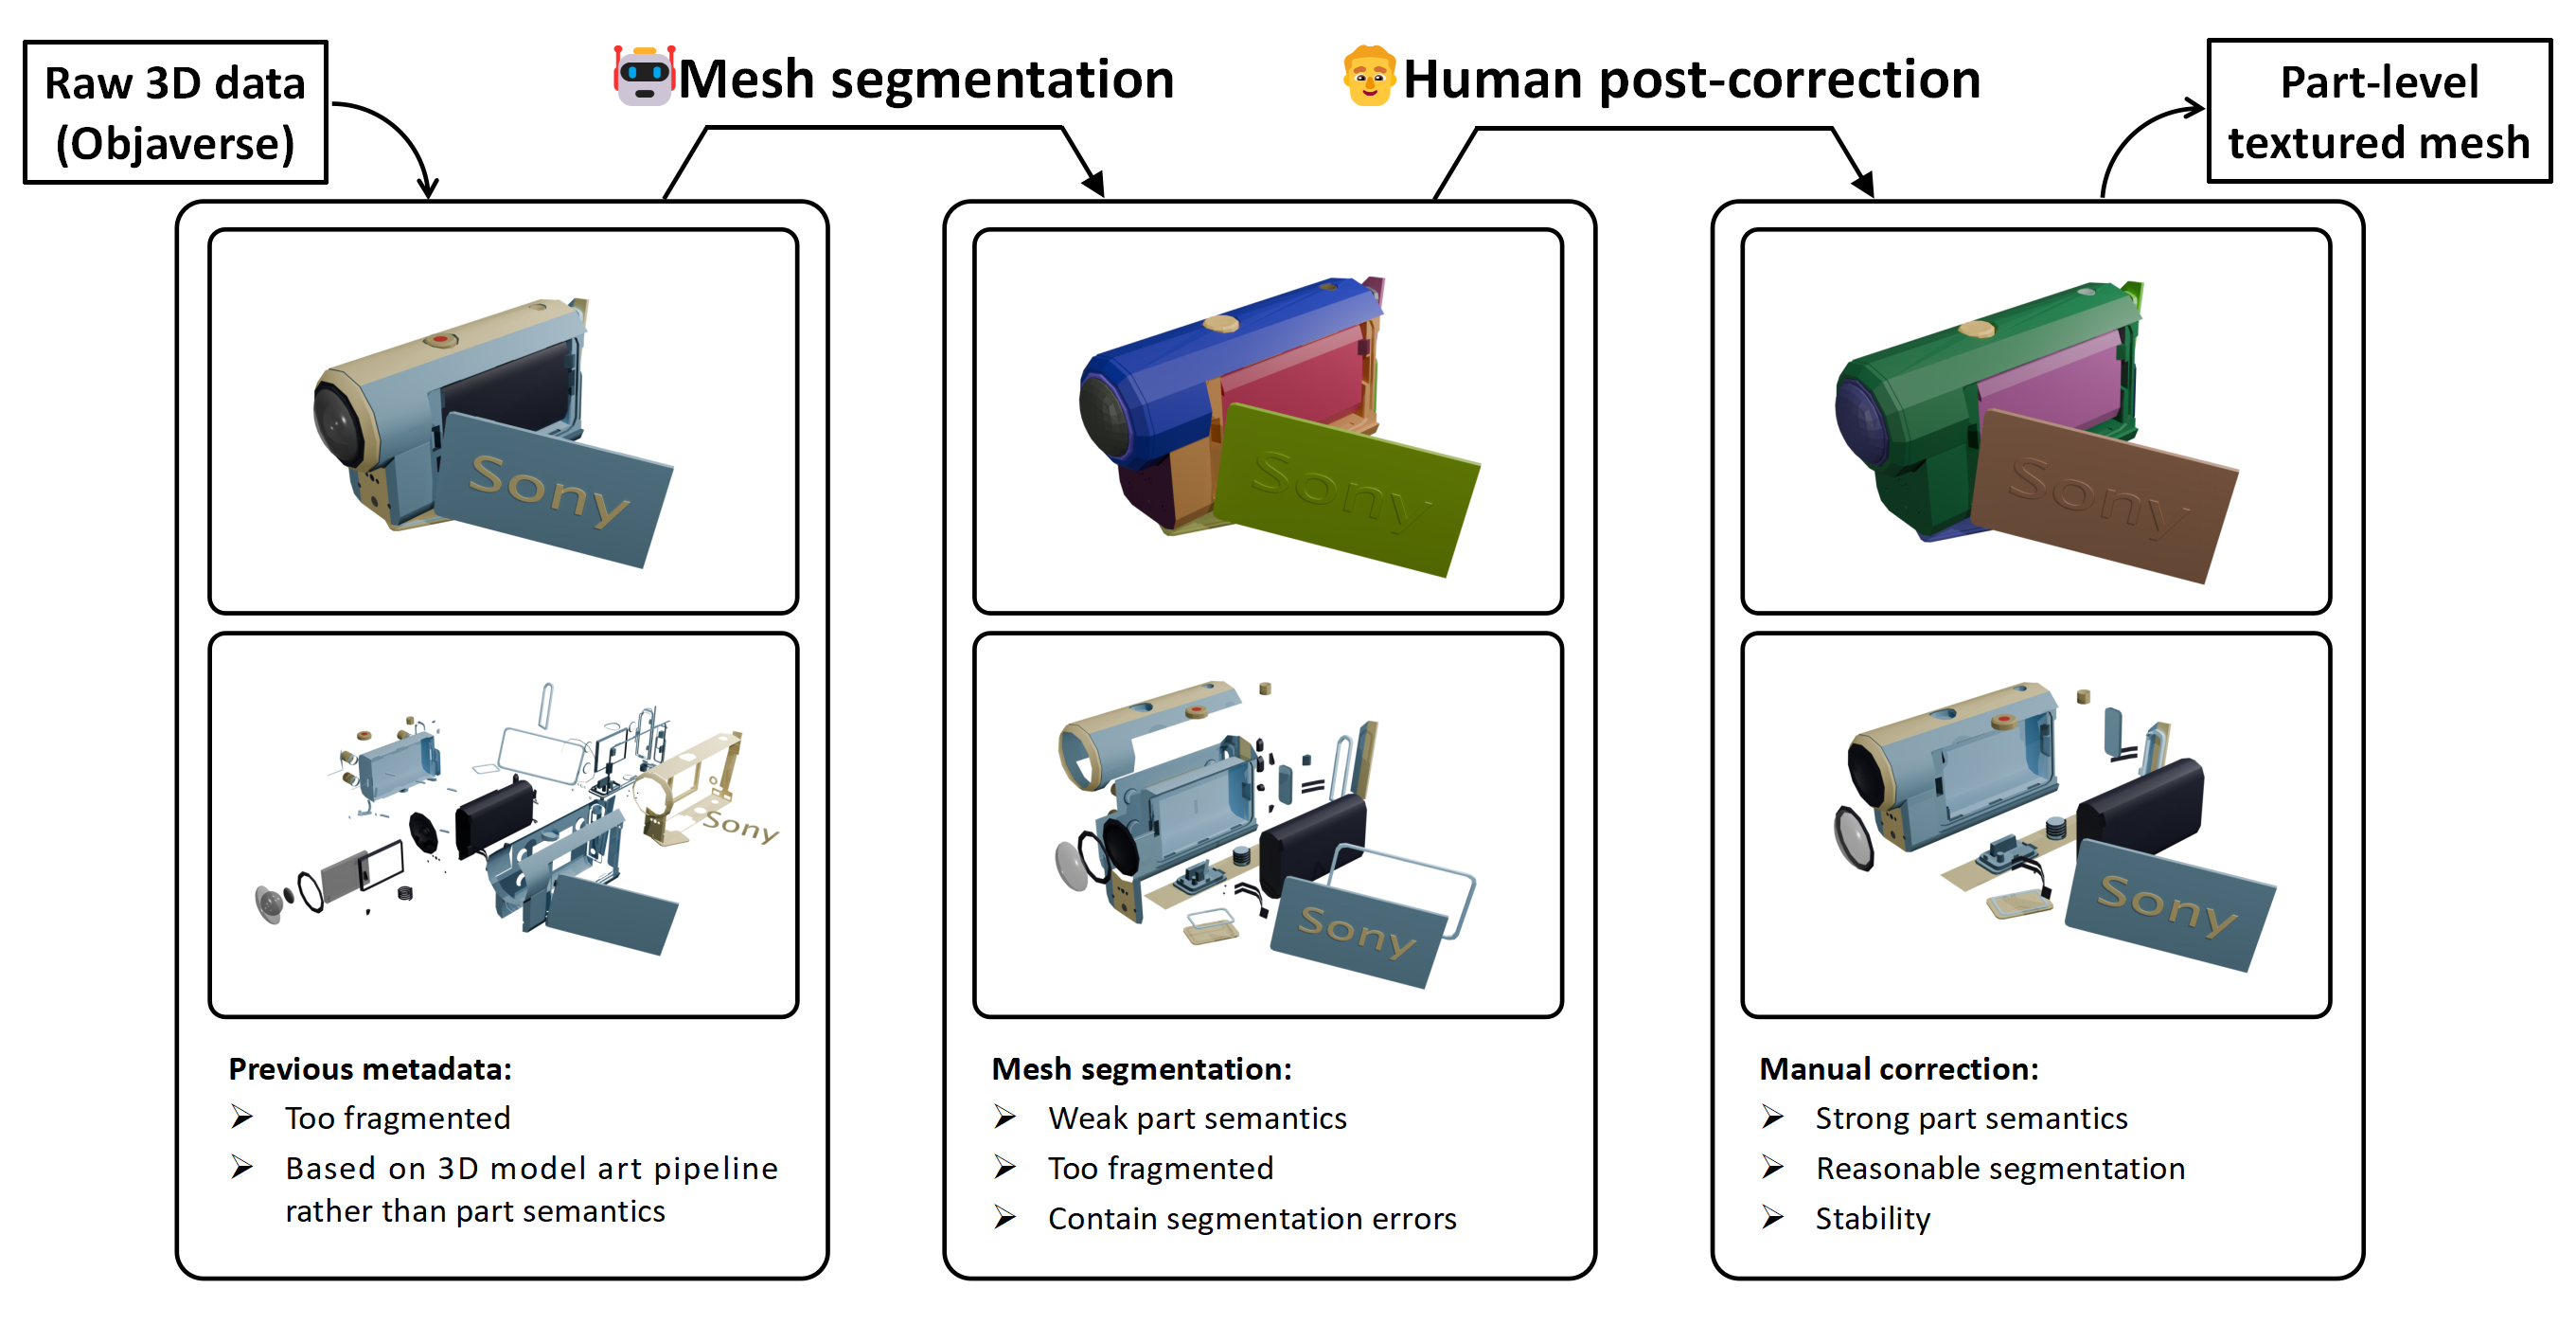 Raw 3D data
(Objaverse)
Mesh segmentation
Human post-correction
Part-level
textured mesh
Sony
Sony
Sony
Sony
Sony
Sony
Previous metadata:
Too fragmented
Based on 3D model art pipeline
rather than part semantics
Mesh segmentation:
Weak part semantics
Too fragmented
Contain segmentation errors
Manual correction:
Strong part semantics
Reasonable segmentation
Stability